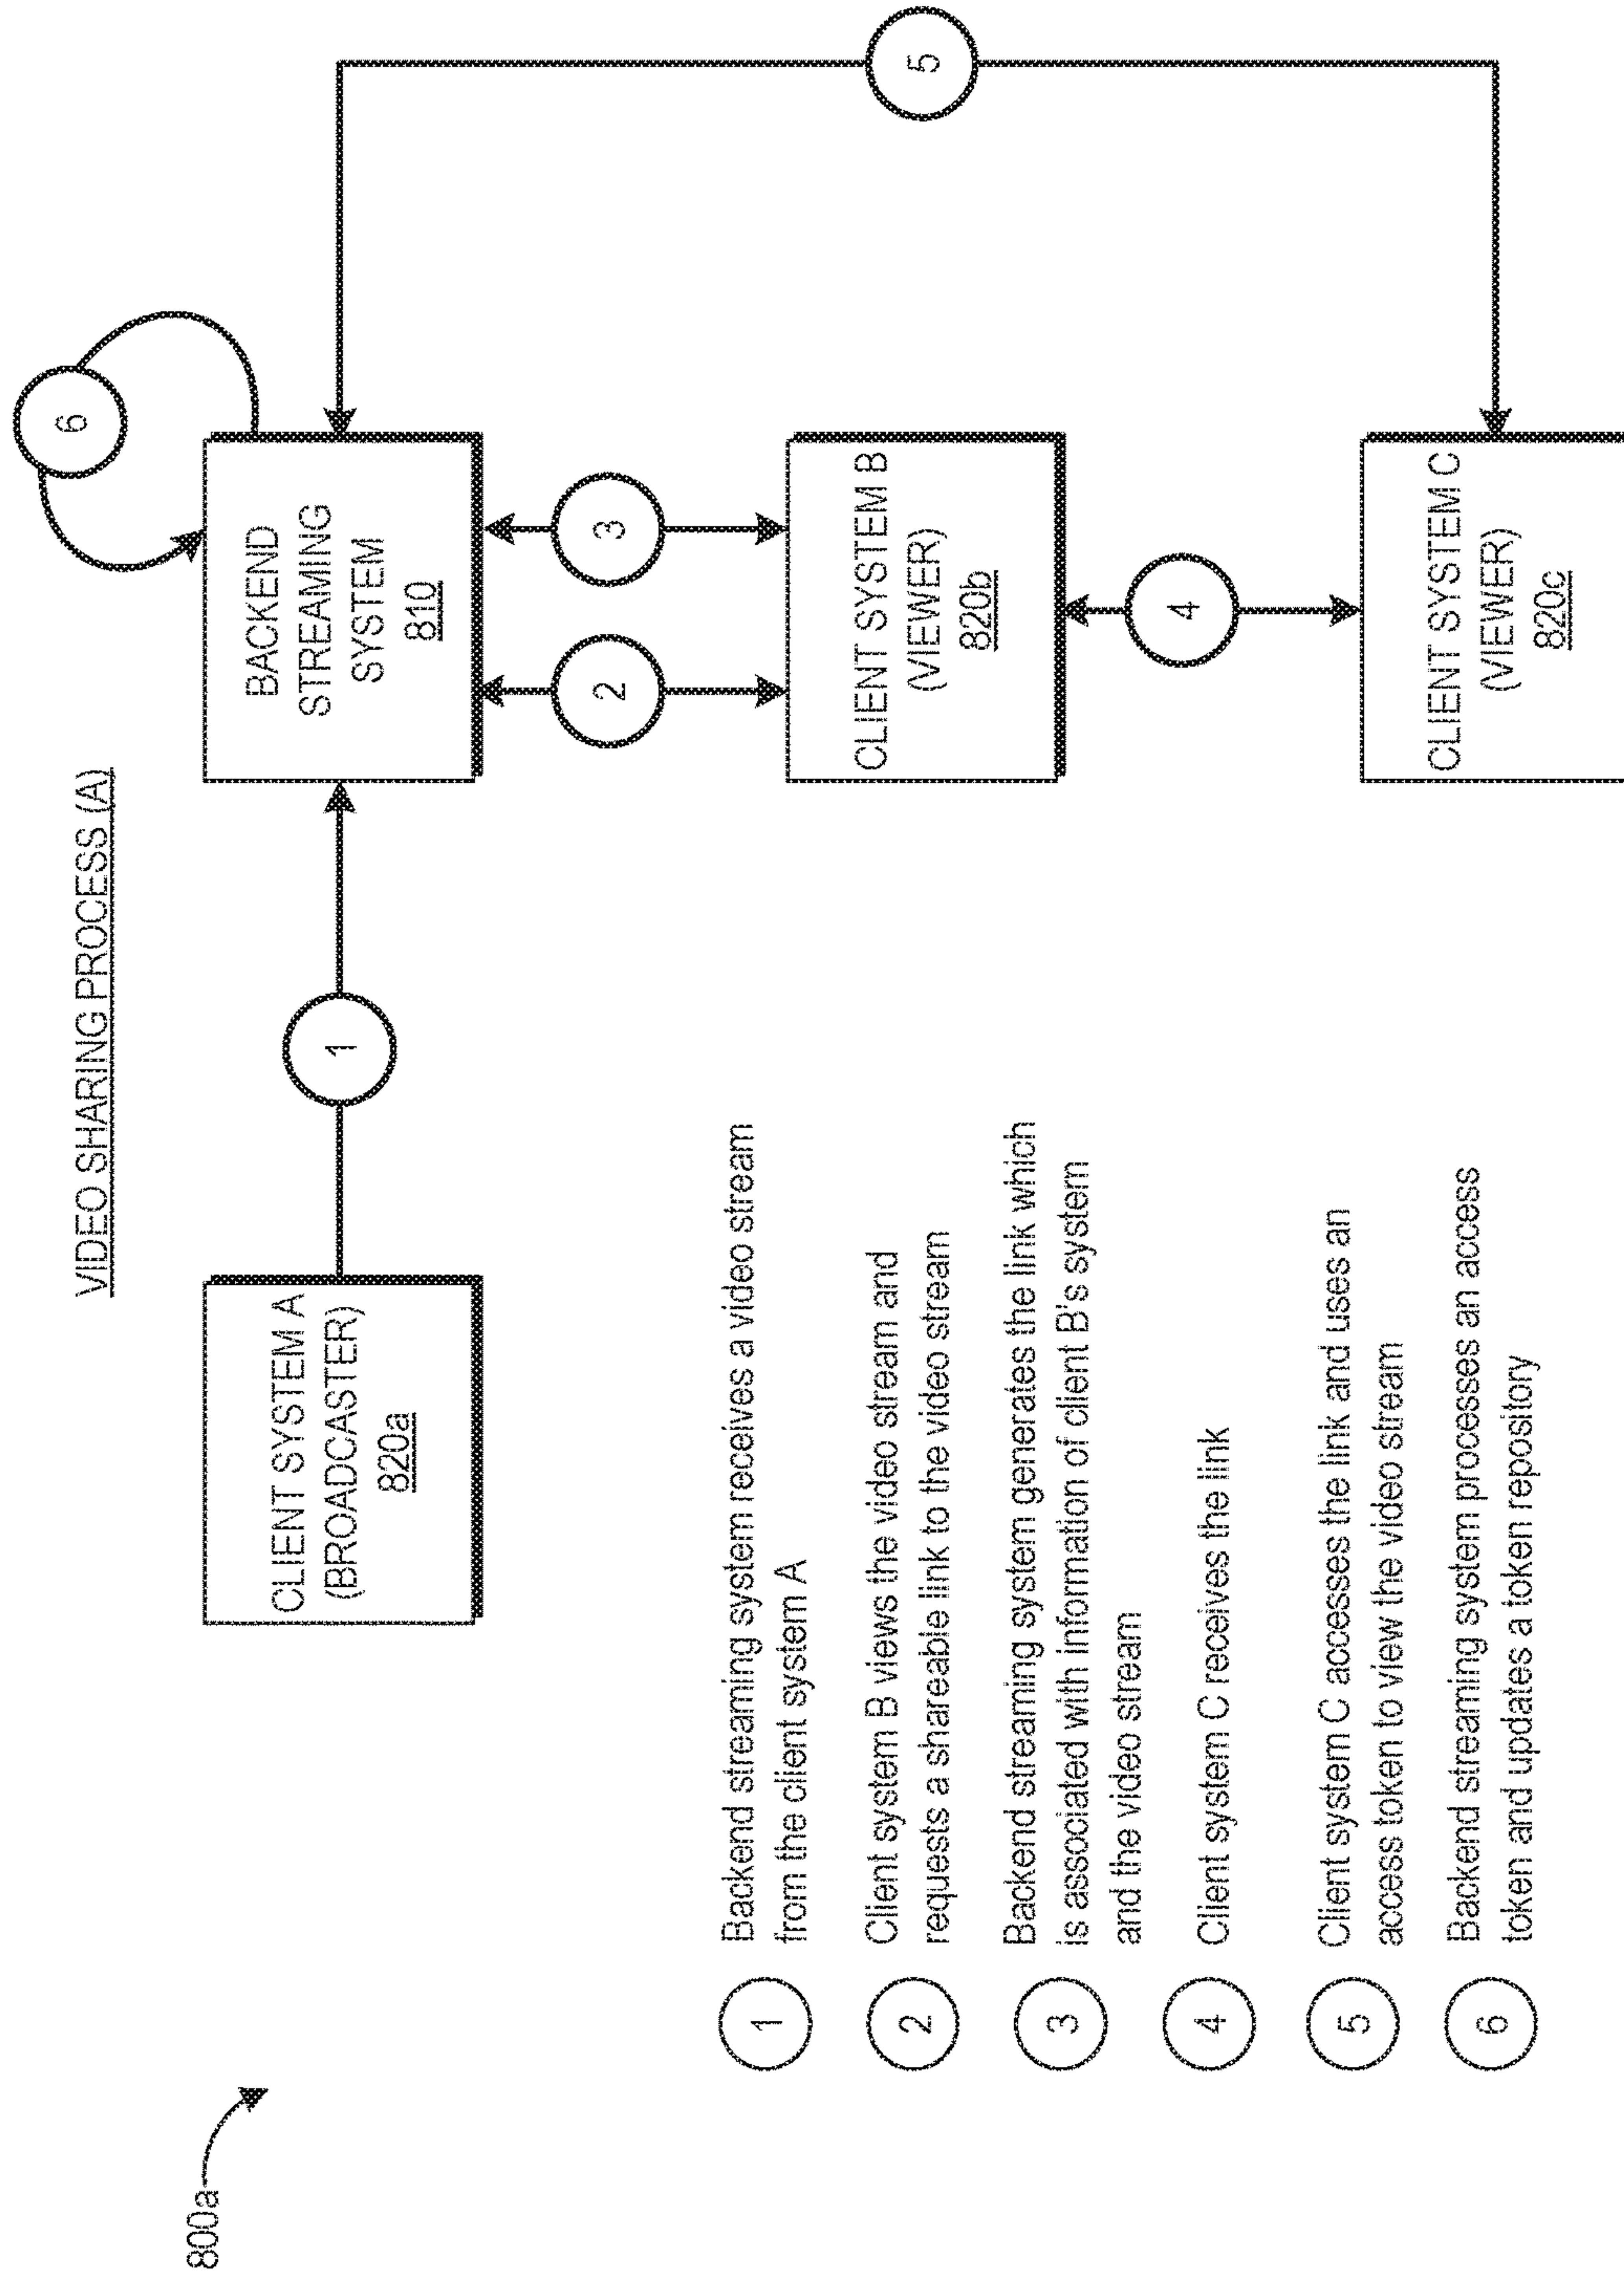 VIDEO SHARING PROCESS (A)
800a
CLIENT SYSTEM A
(BROADCASTER)
820a
1
BACKEND
STREAMING
SYSTEM
810
6
2
3
CLIENT SYSTEM B
(VIEWER)
820b
4
CLIENT SYSTEM C
(VIEWER)
820c
5
1 Backend streaming system receives a video stream
from the client system A
2 Client system B views the video stream and
requests a shareable link to the video stream
3 Backend streaming system generates the link which
is associated with information of client B's system
and the video stream
4 Client system C receives the link
5 Client system C accesses the link and uses an
access token to view the video stream
6 Backend streaming system processes an access
token and updates a token repository